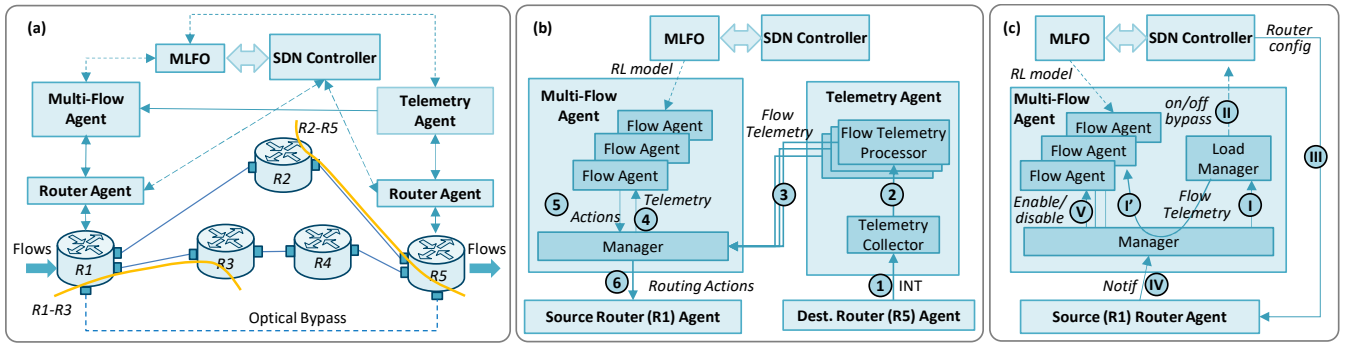 (a)
MLFO
SDN Controller
Multi-Flow
Agent
Telemetry
Agent
R2-R5
Router Agent
R2
Router Agent
Flows
R1
R3
R4
R5
Flows
R1-R3
Optical Bypass
(b)
MLFO
SDN Controller
RL model
Multi-Flow
Agent
Flow Agent
Flow Agent
Flow Agent
Flow
Telemetry
Telemetry Agent
Flow Telemetry
Processor
5
Actions
4
Telemetry
3
2
Telemetry
Collector
Manager
6
Routing Actions
1
INT
Source Router (R1) Agent
Dest. Router (R5) Agent
(c)
MLFO
SDN Controller
Router
config
RL model
Multi-Flow
Agent
on/off
bypass
II
Flow Agent
Flow Agent
Flow Agent
Load
Manager
III
Enable/
disable
V
I'
Flow
Telemetry
I
Manager
Notif
IV
Source (R1) Router Agent